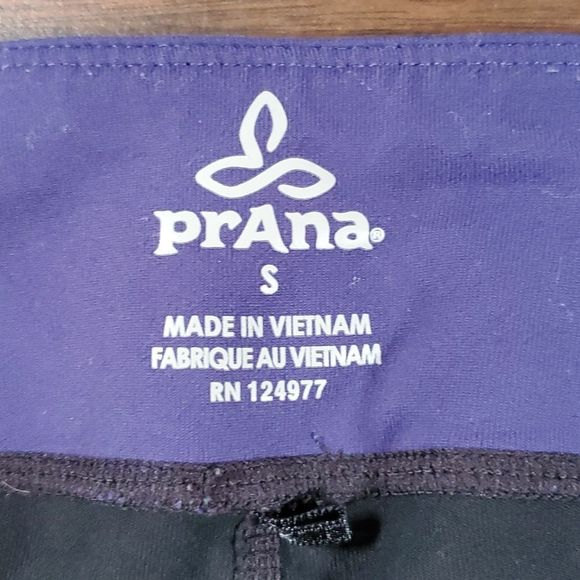 prAna®
S
MADE IN VIETNAM
FABRIQUE AU VIETNAM
RN 124977